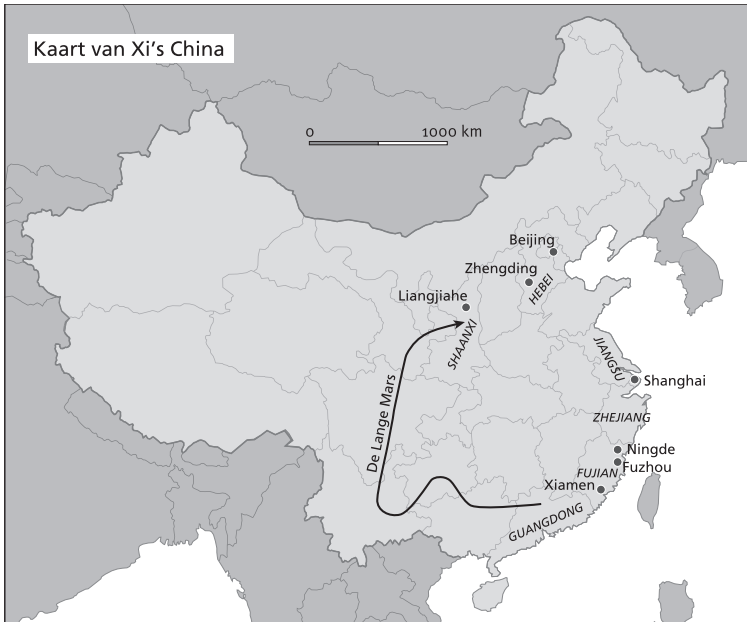 Kaart van Xi's China
0 1000 km
Beijing
Zhengding
HEBEI
Liangjiahe
SHAANXI
De Lange Mars
JIANGSU
Shanghai
ZHEJIANG
Ningde
Fuzhou
FUJIAN
Xiamen
GUANGDONG